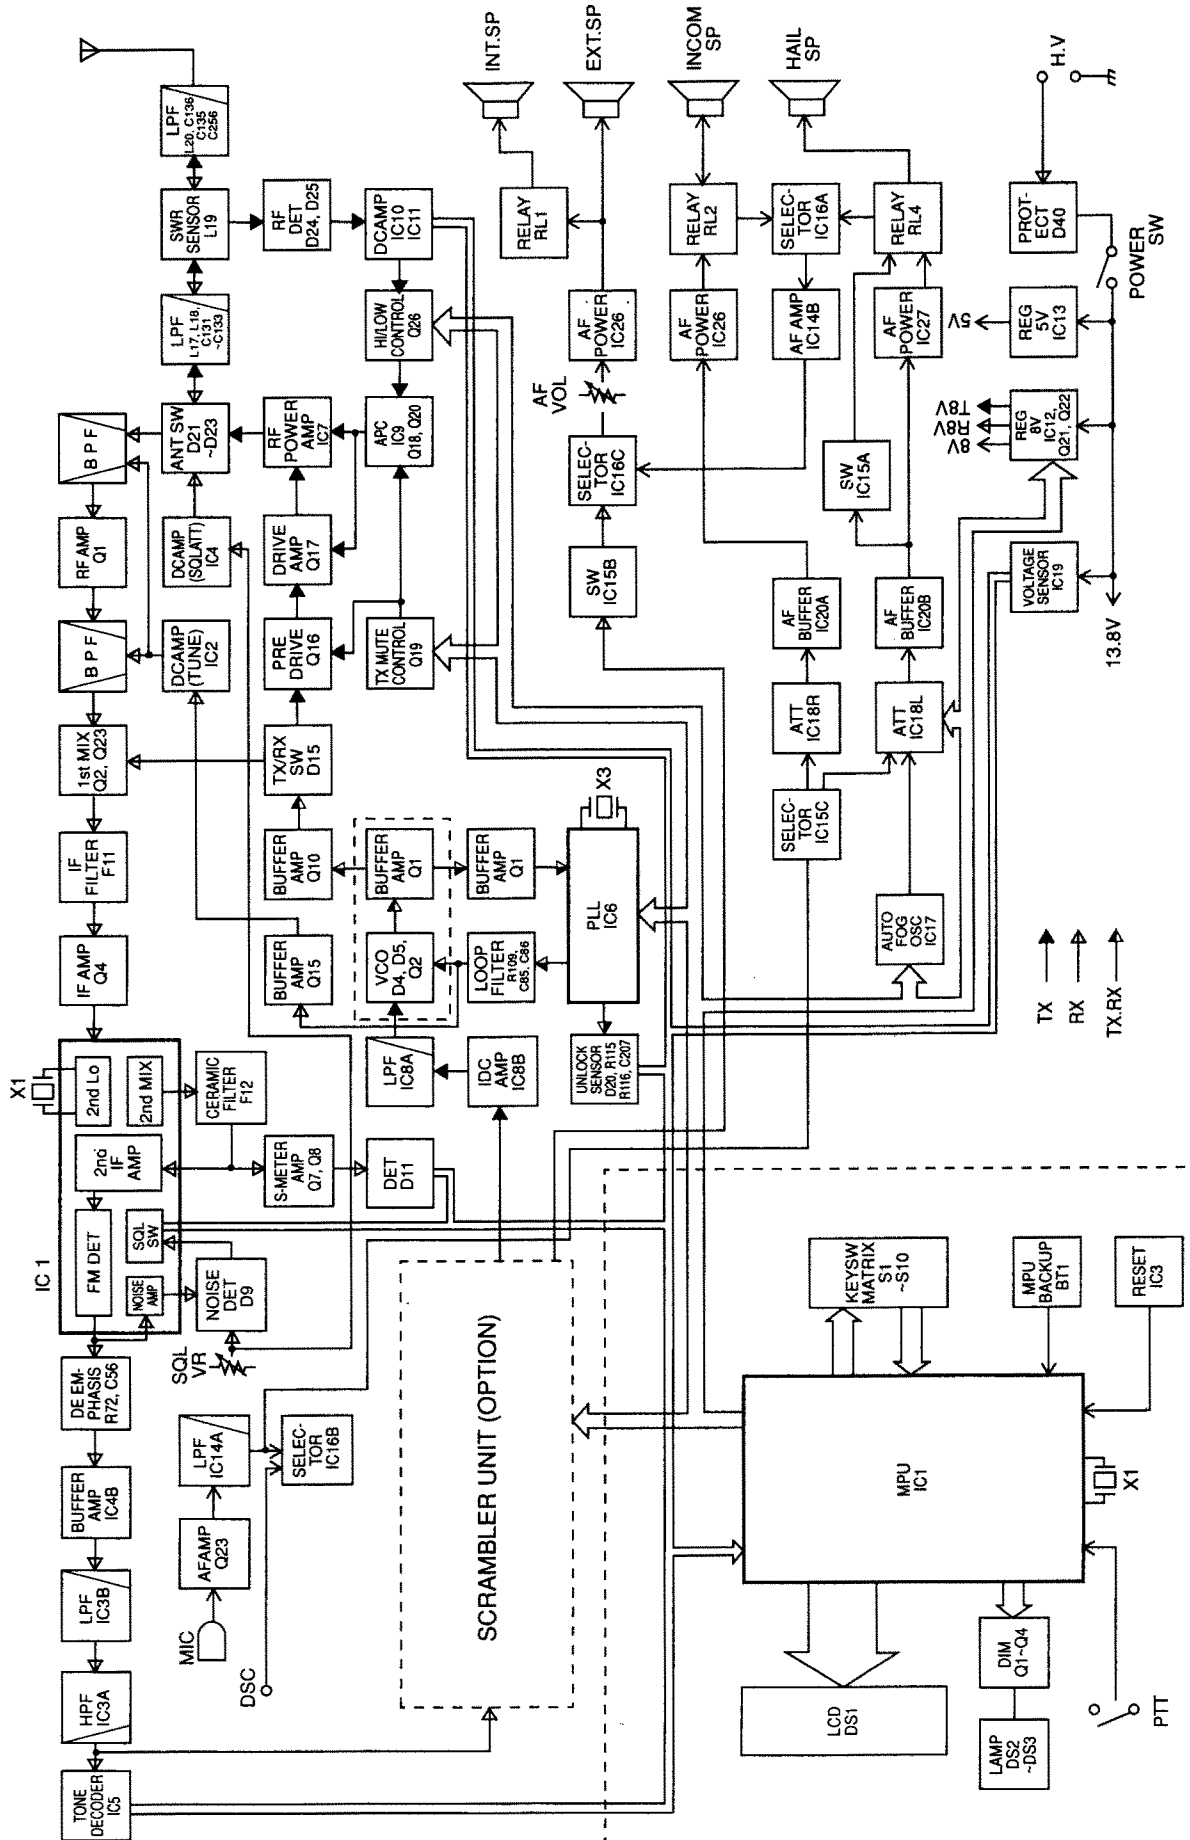 TONE
DECODER
IC5
HPF
IC3A
LPF
IC3B
BUFFER
AMP
IC4B
DE EM-
PHASIS
R72, C56
IC 1
FM DET
NOISE
AMP
SQL
SW
2nd
IF
AMP
2nd Lo
2nd MIX
X1
IF AMP
Q4
IF
FILTER
F11
1st MIX
Q2, Q23
B P F
RF AMP
Q1
B P F
MIC
AFAMP
Q23
LPF
IC14A
DSC
SELEC-
TOR
IC16B
SQL
VR
NOISE
DET
D9
CERAMIC
FILTER
F12
S-METER
AMP
Q7, Q8
DET
D11
DCAMP
(TUNE)
IC2
DCAMP
(SQLATT)
IC4
ANT SW
D21
~D23
LPF
L17, L18,
C131
~C133
SWR
SENSOR
L19
LPF
L20, C136
C135
C256
BUFFER
AMP
Q15
BUFFER
AMP
Q10
TX/RX
SW
D15
PRE
DRIVE
Q16
DRIVE
AMP
Q17
RF
POWER
AMP
IC7
RF
DET
D24, D25
LPF
IC8A
VCO
D4, D5,
Q2
BUFFER
AMP
Q1
TX MUTE
CONTROL
Q19
APC
IC9
Q18, Q20
HI/LOW
CONTROL
Q26
DCAMP
IC10
IC11
IDC
AMP
IC8B
LOOP
FILTER
R109,
C85, C86
BUFFER
AMP
Q1
SCRAMBLER UNIT (OPTION)
UNLOCK
SENSOR
D20, R115
R116, C207
PLL
IC6
X3
SW
IC15B
SELEC-
TOR
IC16C
AF
VOL
AF
POWER
IC26
RELAY
RL1
INT.SP
EXT.SP
SELEC-
TOR
IC15C
ATT
IC18R
AF
BUFFER
IC20A
AF
POWER
IC26
RELAY
RL2
INCOM
SP
AF AMP
IC14B
SELEC-
TOR
IC16A
HAIL
SP
SW
IC15A
AUTO
FOG
OSC
IC17
ATT
IC18L
AF
BUFFER
IC20B
AF
POWER
IC27
RELAY
RL4
VOLTAGE
SENSOR
IC19
8V
R8V
T8V
REG
8V
IC12,
Q21, Q22
5V
REG
5V
IC13
PROT-
ECT
D40
H.V
POWER
SW
13.8V
TX
RX
TX.RX
LCD
DS1
MPU
IC1
KEYSW
MATRIX
S1
~S10
LAMP
DS2
~DS3
DIM
Q1~Q4
MPU
BACKUP
BT1
RESET
IC3
PTT
X1